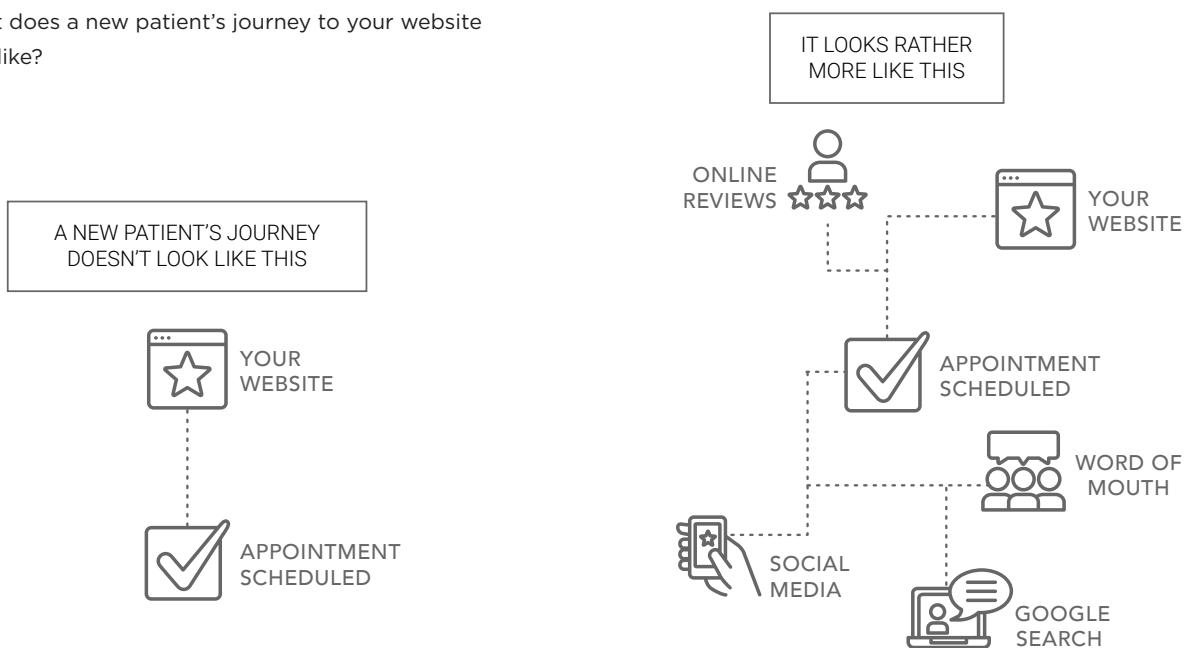 does a new patient’s journey to your website
like?
A NEW PATIENT’S JOURNEY
DOESN’T LOOK LIKE THIS
YOUR
WEBSITE
APPOINTMENT
SCHEDULED
IT LOOKS RATHER
MORE LIKE THIS
ONLINE
REVIEWS
YOUR
WEBSITE
APPOINTMENT
SCHEDULED
WORD OF
MOUTH
SOCIAL
MEDIA
GOOGLE
SEARCH